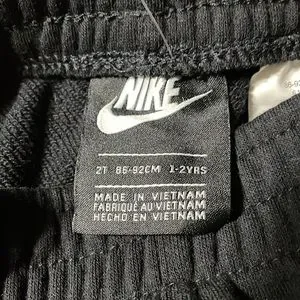 NIKE
2T 86-92CM 1-2YRS
MADE IN VIETNAM
FABRIQUÉ AU VIETNAM
HECHO EN VIETNAM